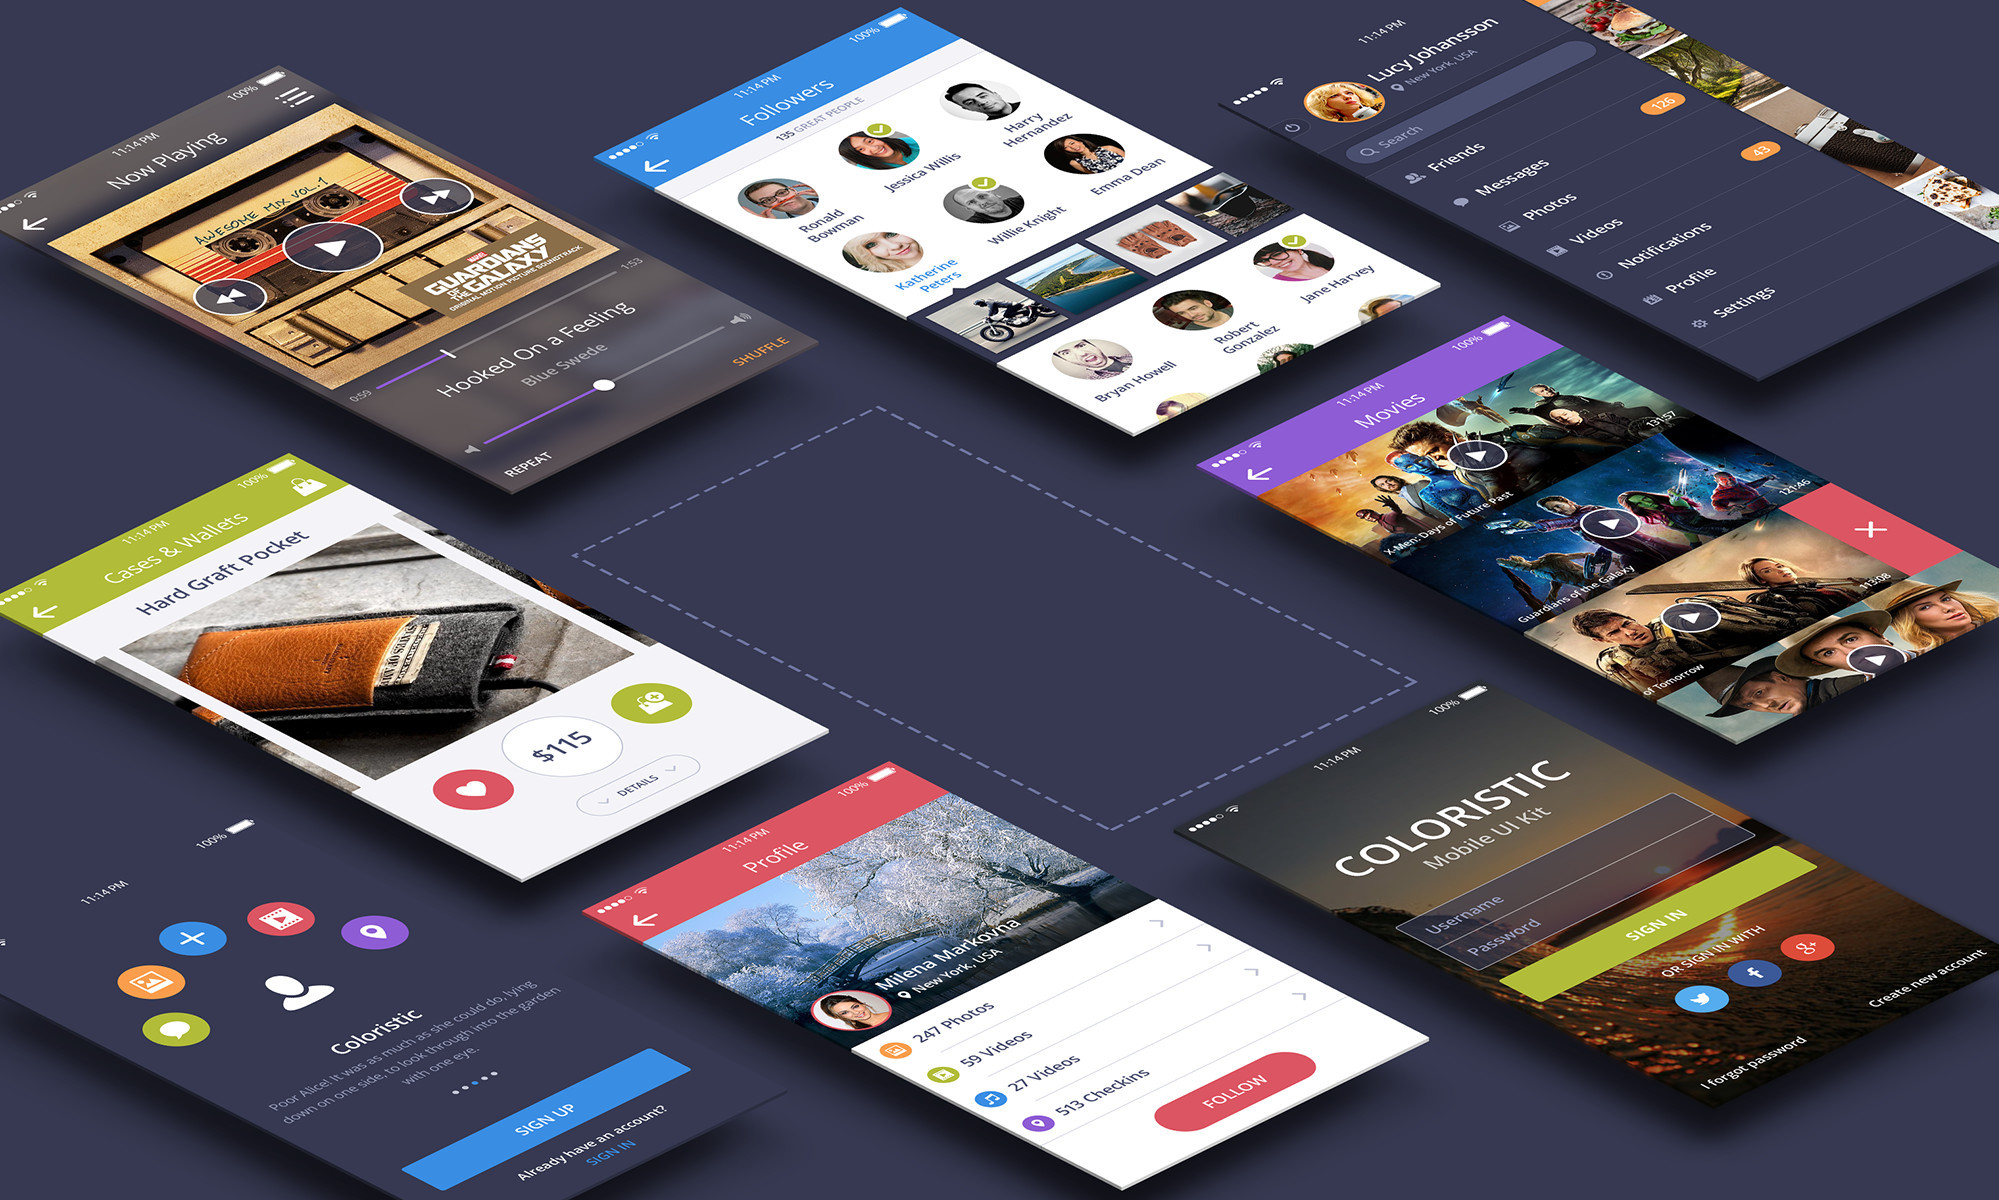 100%
11:14 PM
Now Playing
AWESOME MIX VOL.1
MARVEL
GUARDIANS
OF THE GALAXY
ORIGINAL MOTION PICTURE SOUNDTRACK
0:59
1:53
Hooked On a Feeling
Blue Swede
REPEAT
SHUFFLE
100%
11:14 PM
Followers
135 GREAT PEOPLE
Harry
Hernandez
Jessica Willis
Emma Dean
Ronald
Bowman
Willie Knight
Katherine
Peters
Jane Harvey
Robert
Gonzalez
Bryan Howell
11:14 PM
Lucy Johansson
New York, USA
Search
Friends
126
Messages
43
Photos
Videos
Notifications
Profile
Settings
100%
11:14 PM
Cases & Wallets
Hard Graft Pocket
$115
DETAILS
100%
11:14 PM
Movies
131:57
X-Men: Days of Future Past
121:46
Guardians of the Galaxy
113:08
of Tomorrow
100%
11:14 PM
Coloristic
Poor Alice! It was as much as she could do, lying
down on one side, to look through into the garden
with one eye.
SIGN UP
Already have an account?
SIGN IN
100%
11:14 PM
Profile
Milena Markovna
New York, USA
247 Photos
59 Videos
27 Videos
513 Checkins
FOLLOW
100%
11:14 PM
COLORISTIC
Mobile UI Kit
Username
Password
SIGN IN
OR SIGN IN WITH
g+
f
Create new account
I forgot password